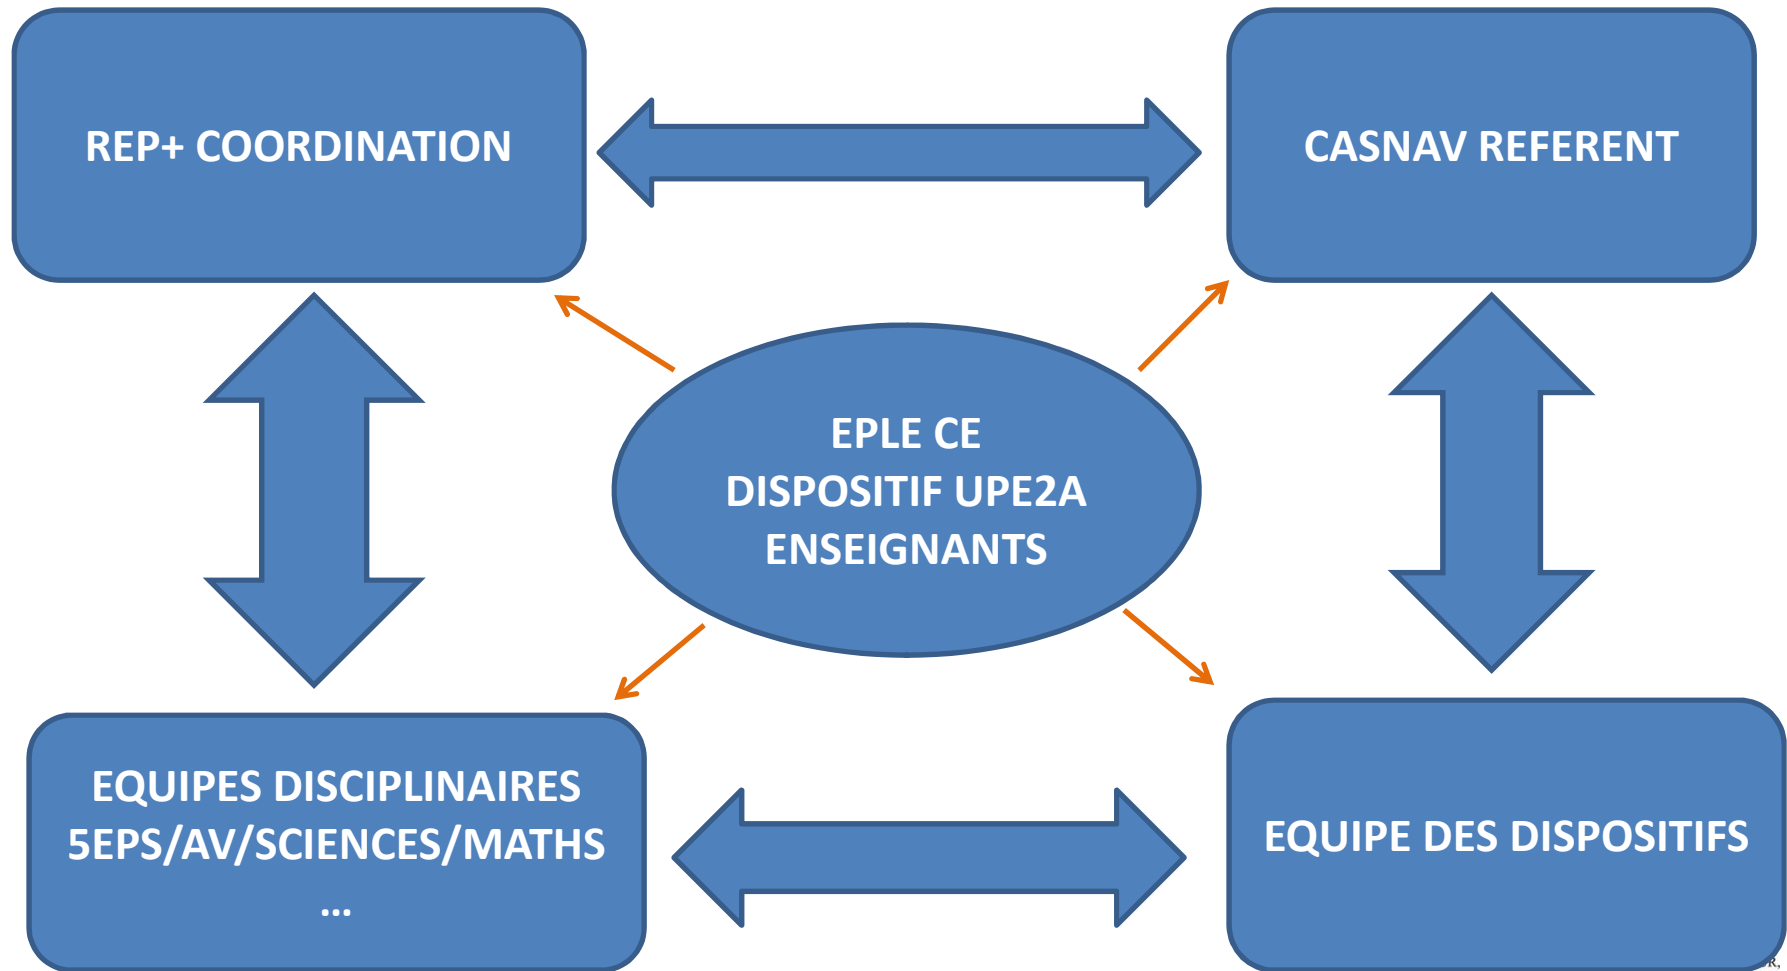 REP+ COORDINATION
CASNAV REFERENT
EPLE CE
DISPOSITIF UPE2A
ENSEIGNANTS
EQUIPES DISCIPLINAIRES
5EPS/AV/SCIENCES/MATHS
...
EQUIPE DES DISPOSITIFS